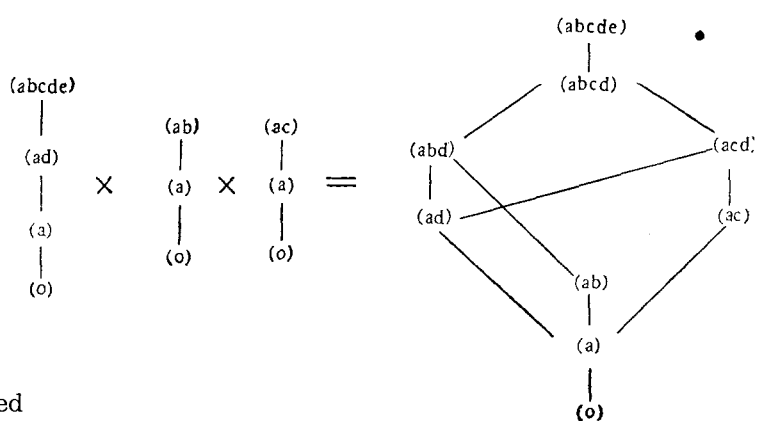 (abcde)
(abcde)
(abcd)
(ab) (ac)
(abd) (acd)
(ad)
× (a) × (a) =
(ad) (ac)
(a)
(o) (o)
(ab)
(o)
(a)
ed
(o)